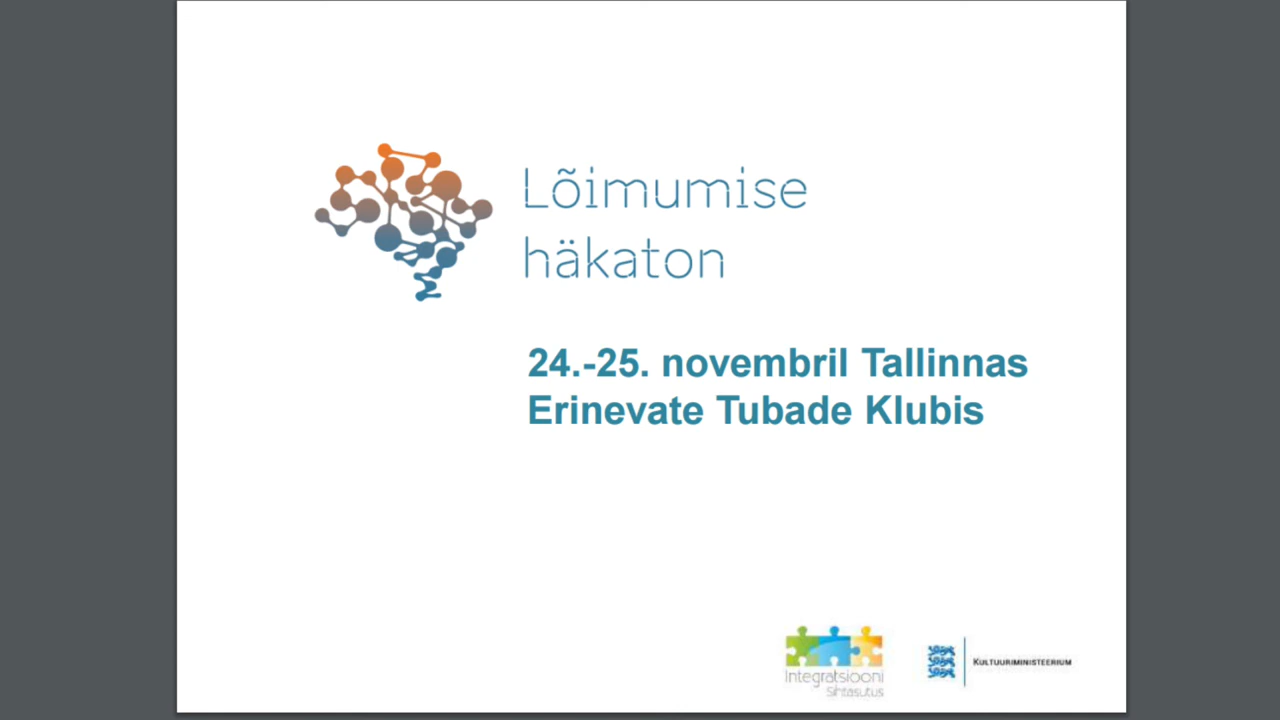 Lõimumise
häkaton
24.-25. novembril Tallinnas
Erinevate Tubade Klubis
Integratsiooni
Sihtasutus
KULTUURIMINISTEERIUM